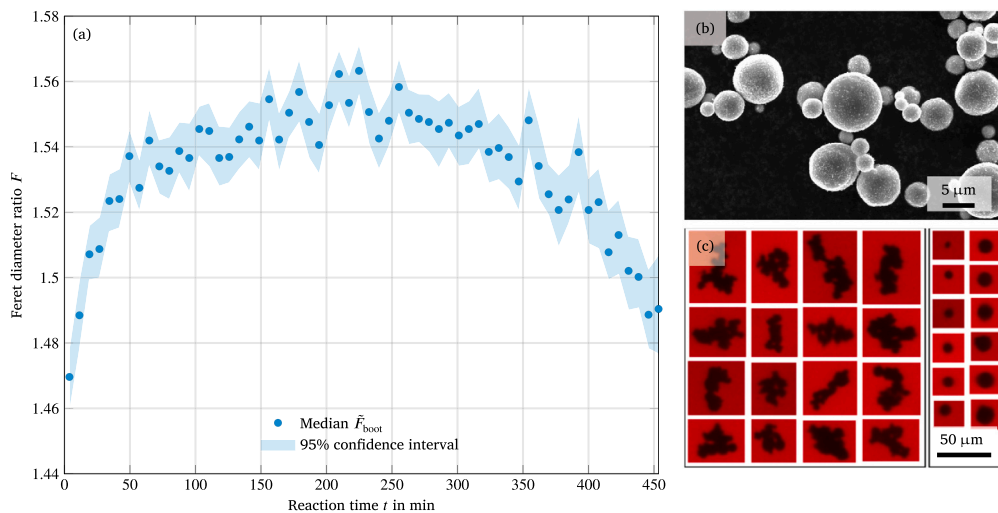 (a)
Feret diameter ratio F
1.58
1.56
1.54
1.52
1.5
1.48
1.46
1.44
0
50
100
150
200
250
300
350
400
450
Reaction time t in min
Median F̃boot
95% confidence interval
(b)
5 μm
(c)
50 μm